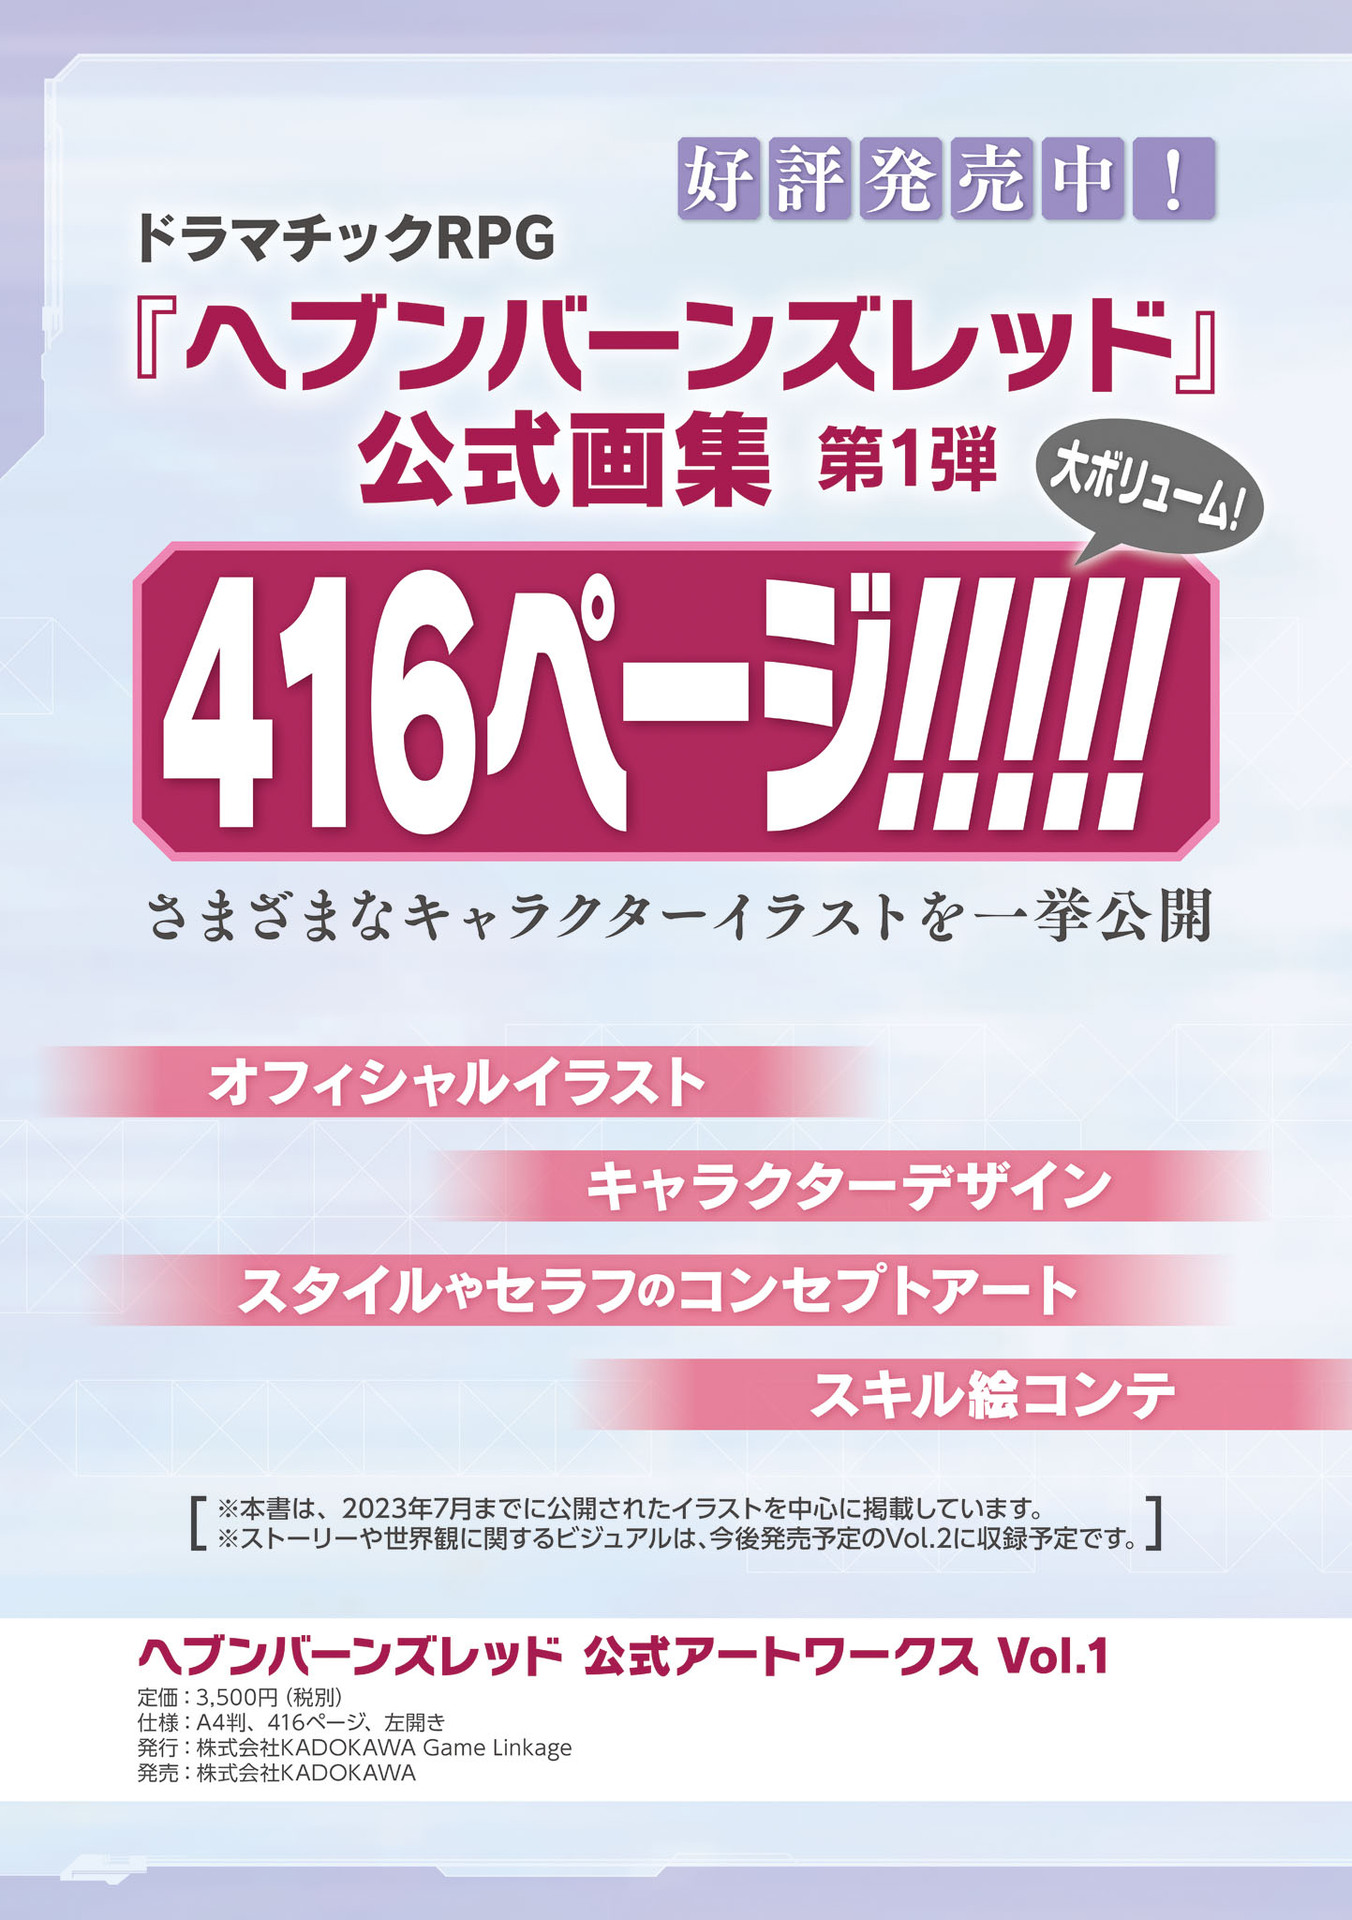 好評発売中！
ドラマチックRPG
『ヘブンバーンズレッド』
公式画集 第1弾
大ボリューム！
416ページ!!!!!
さまざまなキャラクターイラストを一挙公開
オフィシャルイラスト
キャラクターデザイン
スタイルやセラフのコンセプトアート
スキル絵コンテ
※本書は、2023年7月までに公開されたイラストを中心に掲載しています。
※ストーリーや世界観に関するビジュアルは、今後発売予定のVol.2に収録予定です。
ヘブンバーンズレッド 公式アートワークス Vol.1
定価：3,500円（税別）
仕様：A4判、416ページ、左開き
発行：株式会社KADOKAWA Game Linkage
発売：株式会社KADOKAWA